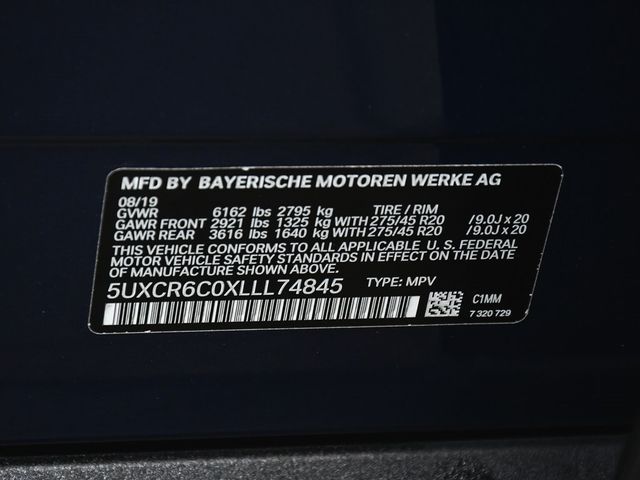 MFD BY BAYERISCHE MOTOREN WERKE AG
08/19
GVWR 6162 lbs 2795 kg TIRE / RIM
GAWR FRONT 2921 lbs 1325 kg WITH 275/45 R20 /9.0J x 20
GAWR REAR 3616 lbs 1640 kg WITH 275/45 R20 /9.0J x 20
THIS VEHICLE CONFORMS TO ALL APPLICABLE U. S. FEDERAL
MOTOR VEHICLE SAFETY STANDARDS IN EFFECT ON THE DATE
OF MANUFACTURE SHOWN ABOVE.
5UXCR6C0XLLL74845 TYPE: MPV
C1MM
7 320 729